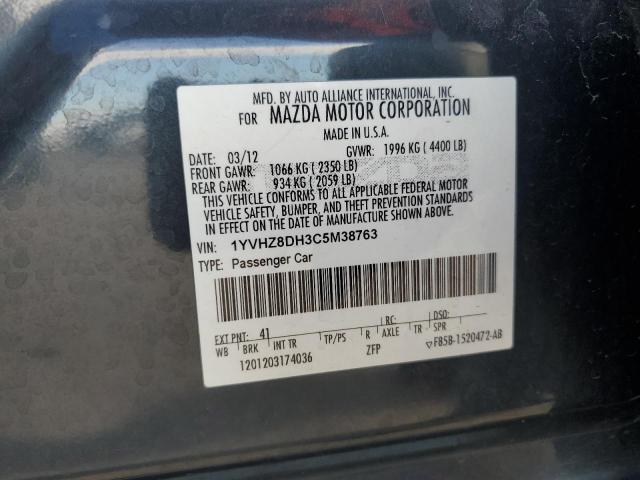 MFD. BY AUTO ALLIANCE INTERNATIONAL, INC.
FOR MAZDA MOTOR CORPORATION
MADE IN U.S.A.
DATE: 03/12 GVWR: 1996 KG ( 4400 LB)
FRONT GAWR: 1066 KG ( 2350 LB)
REAR GAWR: 934 KG ( 2059 LB)
THIS VEHICLE CONFORMS TO ALL APPLICABLE FEDERAL MOTOR
VEHICLE SAFETY, BUMPER, AND THEFT PREVENTION STANDARDS
IN EFFECT ON THE DATE OF MANUFACTURE SHOWN ABOVE.
VIN: 1YVHZ8DH3C5M38763
TYPE: Passenger Car
EXT PNT: 41 RC: DSO:
WB BRK INT TR TP/PS R AXLE TR SPR
1201203174036 ZFP F85B-1520472-AB